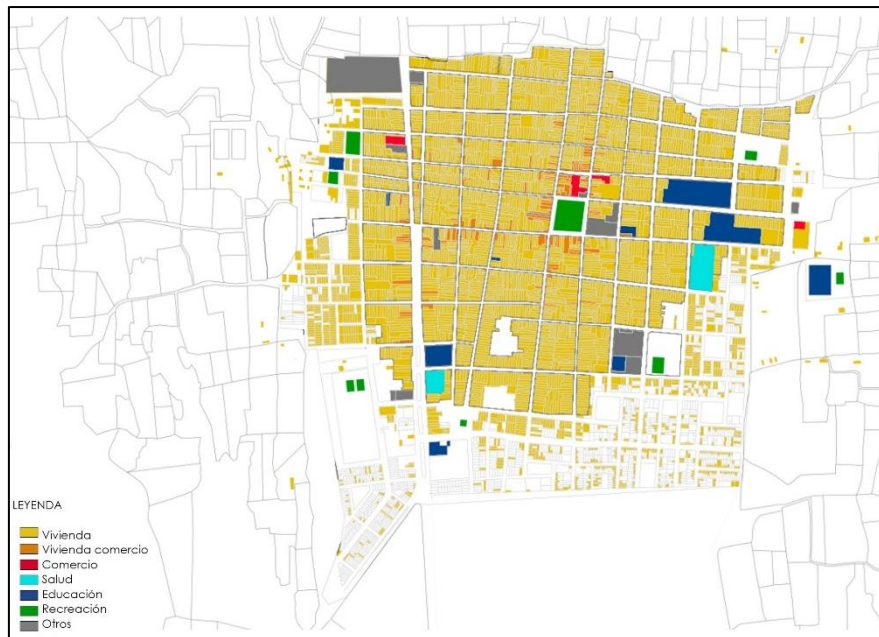 LEYENDA
Vivienda
Vivienda comercio
Comercio
Salud
Educación
Recreación
Otros